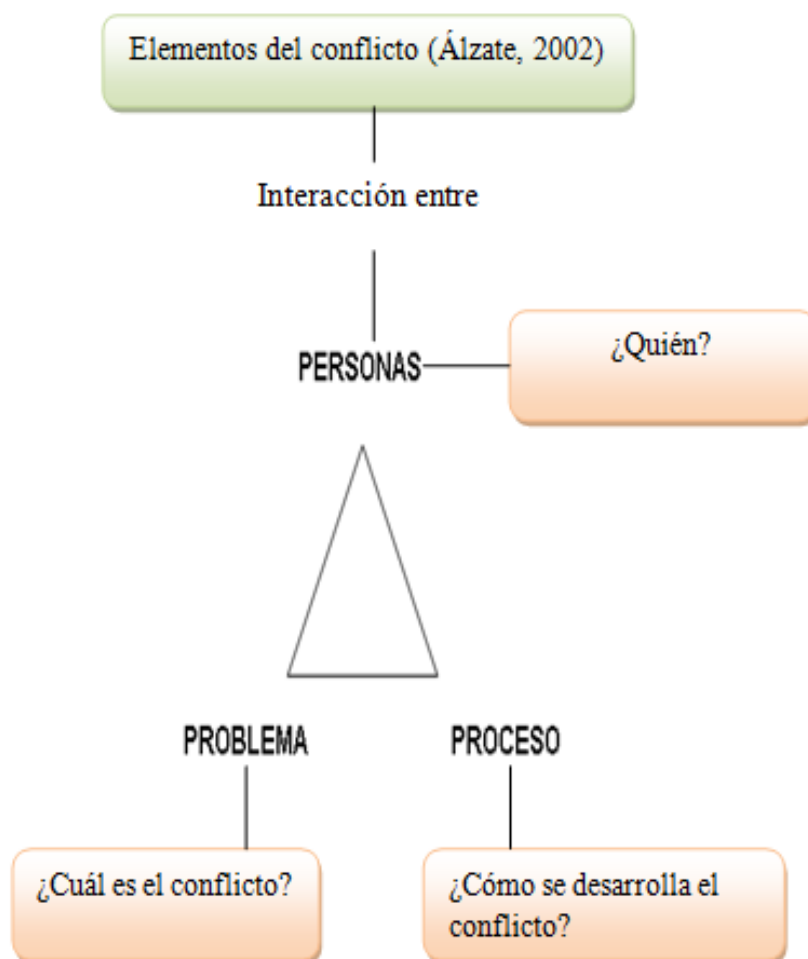 Elementos del conflicto (Álzate, 2002)
Interacción entre
PERSONAS
¿Quién?
PROBLEMA
PROCESO
¿Cuál es el conflicto?
¿Cómo se desarrolla el
conflicto?